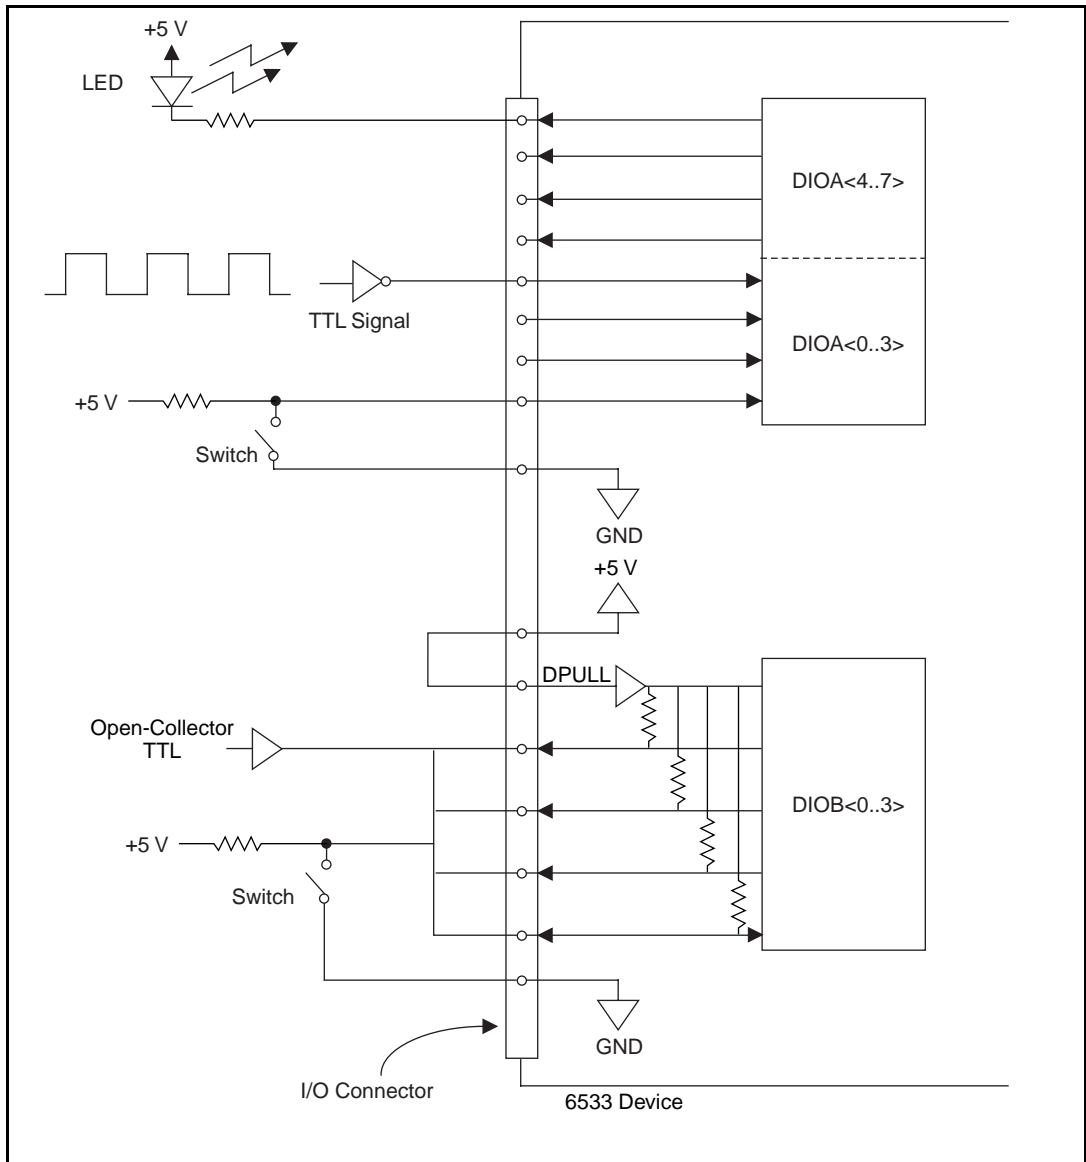 +5 V
LED
DIOA<4..7>
TTL Signal
DIOA<0..3>
+5 V
Switch
GND
+5 V
DPULL
Open-Collector
TTL
DIOB<0..3>
+5 V
Switch
GND
I/O Connector
6533 Device